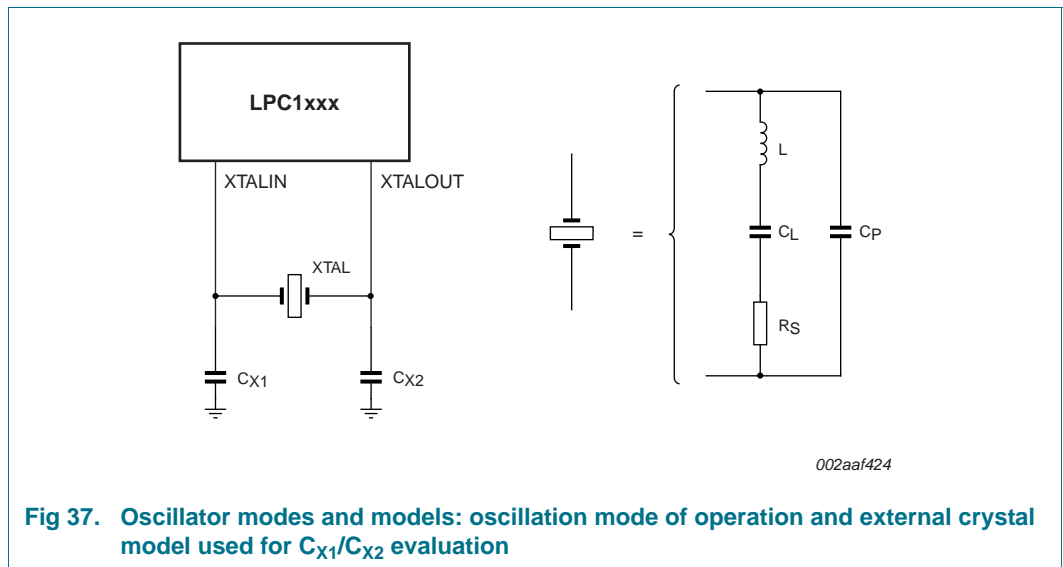 LPC1xxx
XTALIN XTALOUT
XTAL
CX1 CX2
=
L
CL CP
RS
002aaf424
Fig 37. Oscillator modes and models: oscillation mode of operation and external crystal
model used for CX1/CX2 evaluation